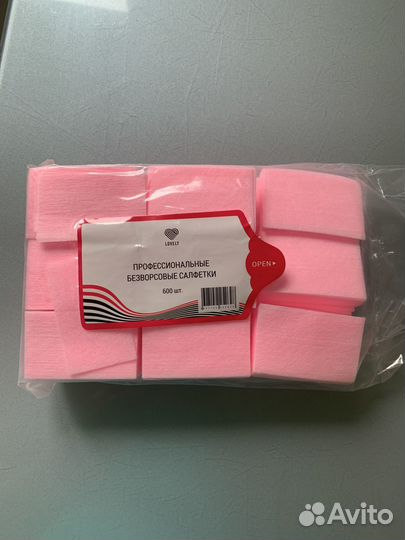 LOVELY
ПРОФЕССИОНАЛЬНЫЕ
БЕЗВОРСОВЫЕ САЛФЕТКИ
600 шт.
OPEN
Avito